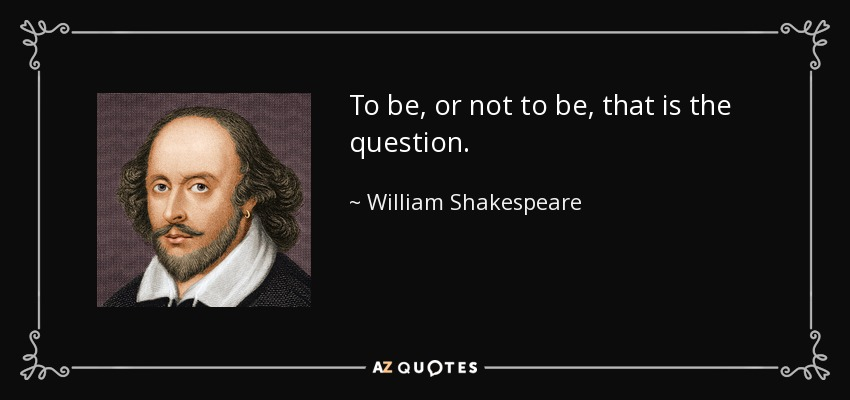 To be, or not to be, that is the
question.
~ William Shakespeare
AZ QUOTES